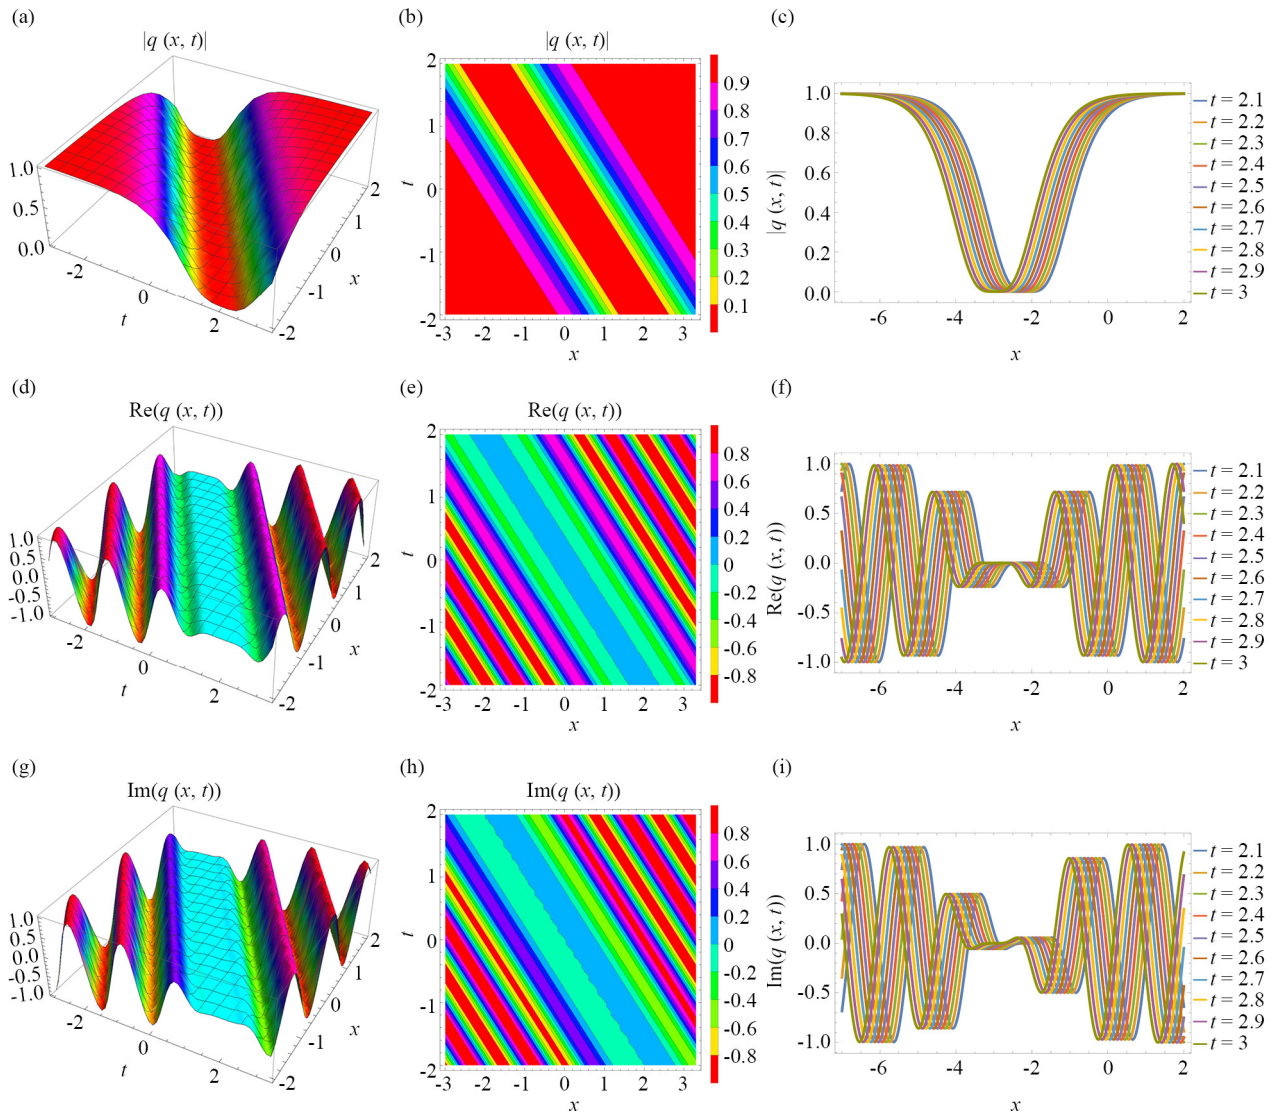 (a)
|q (x, t)|
1.0
0.5
0.0
-2
0
2
t
-2
-1
0
1
2
x
(b)
|q (x, t)|
2
1
0
-1
-2
t
-3 -2 -1 0 1 2 3
x
0.9
0.8
0.7
0.6
0.5
0.4
0.3
0.2
0.1
(c)
1.0
0.8
0.6
0.4
0.2
0.0
|q (x, t)|
-6 -4 -2 0 2
x
t = 2.1
t = 2.2
t = 2.3
t = 2.4
t = 2.5
t = 2.6
t = 2.7
t = 2.8
t = 2.9
t = 3
(d)
Re(q (x, t))
1.0
0.5
0.0
-0.5
-1.0
-2
0
2
t
-2
-1
0
1
2
x
(e)
Re(q (x, t))
2
1
0
-1
-2
t
-3 -2 -1 0 1 2 3
x
0.8
0.6
0.4
0.2
0
-0.2
-0.4
-0.6
-0.8
(f)
1.0
0.5
0.0
-0.5
-1.0
Re(q (x, t))
-6 -4 -2 0 2
x
t = 2.1
t = 2.2
t = 2.3
t = 2.4
t = 2.5
t = 2.6
t = 2.7
t = 2.8
t = 2.9
t = 3
(g)
Im(q (x, t))
1.0
0.5
0.0
-0.5
-1.0
-2
0
2
t
-2
-1
0
1
2
x
(h)
Im(q (x, t))
2
1
0
-1
-2
t
-3 -2 -1 0 1 2 3
x
0.8
0.6
0.4
0.2
0
-0.2
-0.4
-0.6
-0.8
(i)
1.0
0.5
0.0
-0.5
-1.0
Im(q (x, t))
-6 -4 -2 0 2
x
t = 2.1
t = 2.2
t = 2.3
t = 2.4
t = 2.5
t = 2.6
t = 2.7
t = 2.8
t = 2.9
t = 3